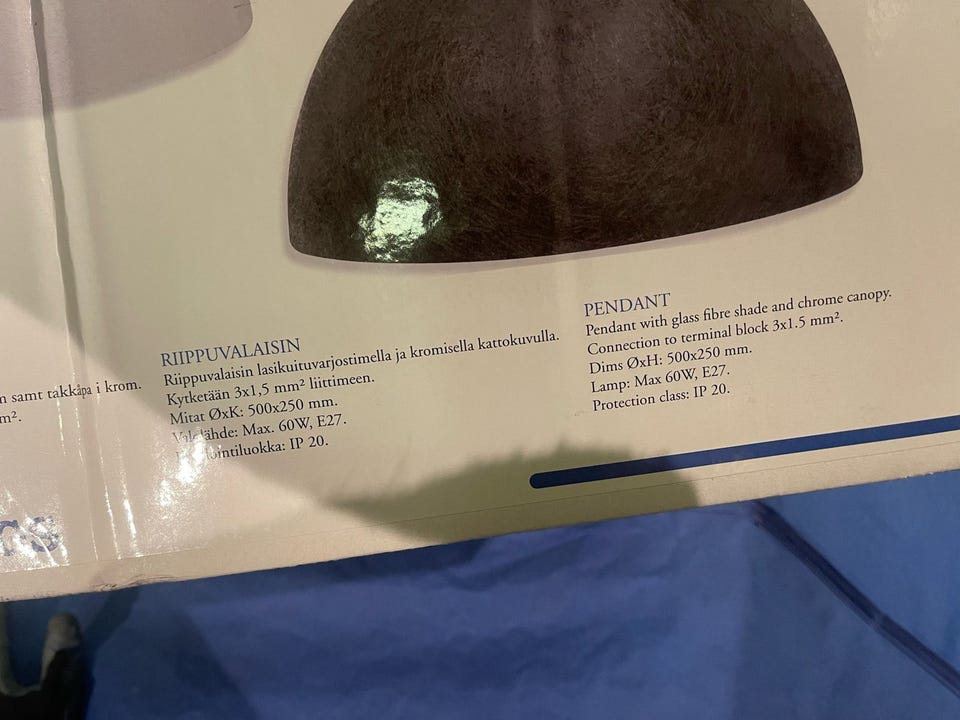 samt takkåpa i krom.
RIIPPUVALAISIN
Riippuvalaisin lasikuituvarjostimella ja kromisella kattokuvulla.
Kytketään 3x1,5 mm² liittimeen.
Mitat ØxK: 500x250 mm.
Max. 60W, E27.
IP 20.
PENDANT
Pendant with glass fibre shade and chrome canopy.
Connection to terminal block 3x1.5 mm².
Dims ØxH: 500x250 mm.
Lamp: Max 60W, E27.
Protection class: IP 20.